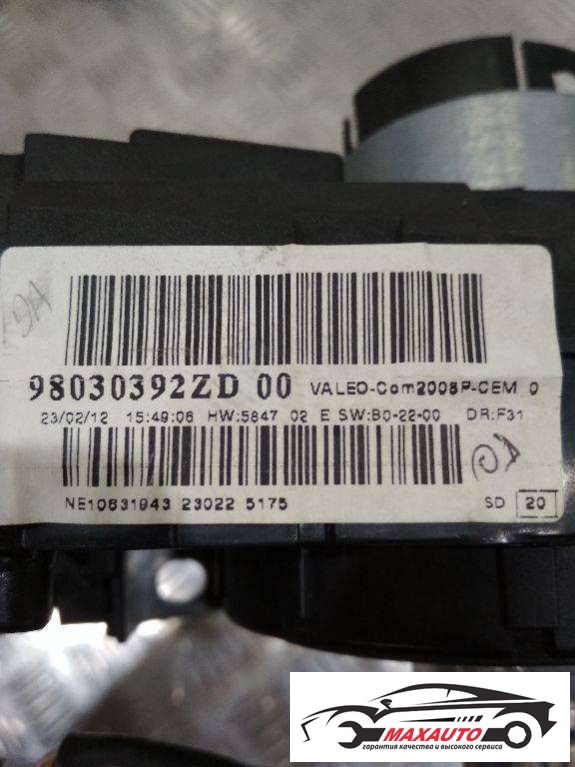 98030392ZD 00 VALEO-Com2008P-CEM 0
23/02/12 15:49:06 HW:5847 02 E SW:B0-22-00 DR:F31
NE10631943 23022 5175 SD 20
MAXAUTO
гарантия качества и высокого сервиса